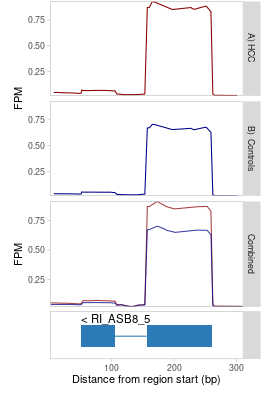 0.75
0.50
0.25
A) HCC
FPM
0.75
0.50
0.25
B) Controls
0.75
0.50
0.25
Combined
FPM
< RI_ASB8_5
100
200
300
Distance from region start (bp)